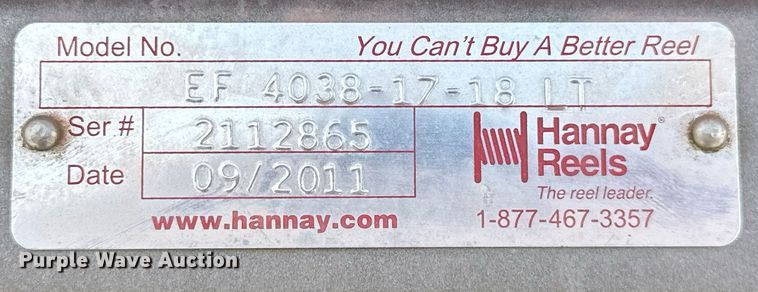 Model No. You Can't Buy A Better Reel
EF 4038-17-18 LT
Ser # 2112865
Hannay®
Reels
Date 09/2011
The reel leader.
www.hannay.com 1-877-467-3357
Purple Wave Auction